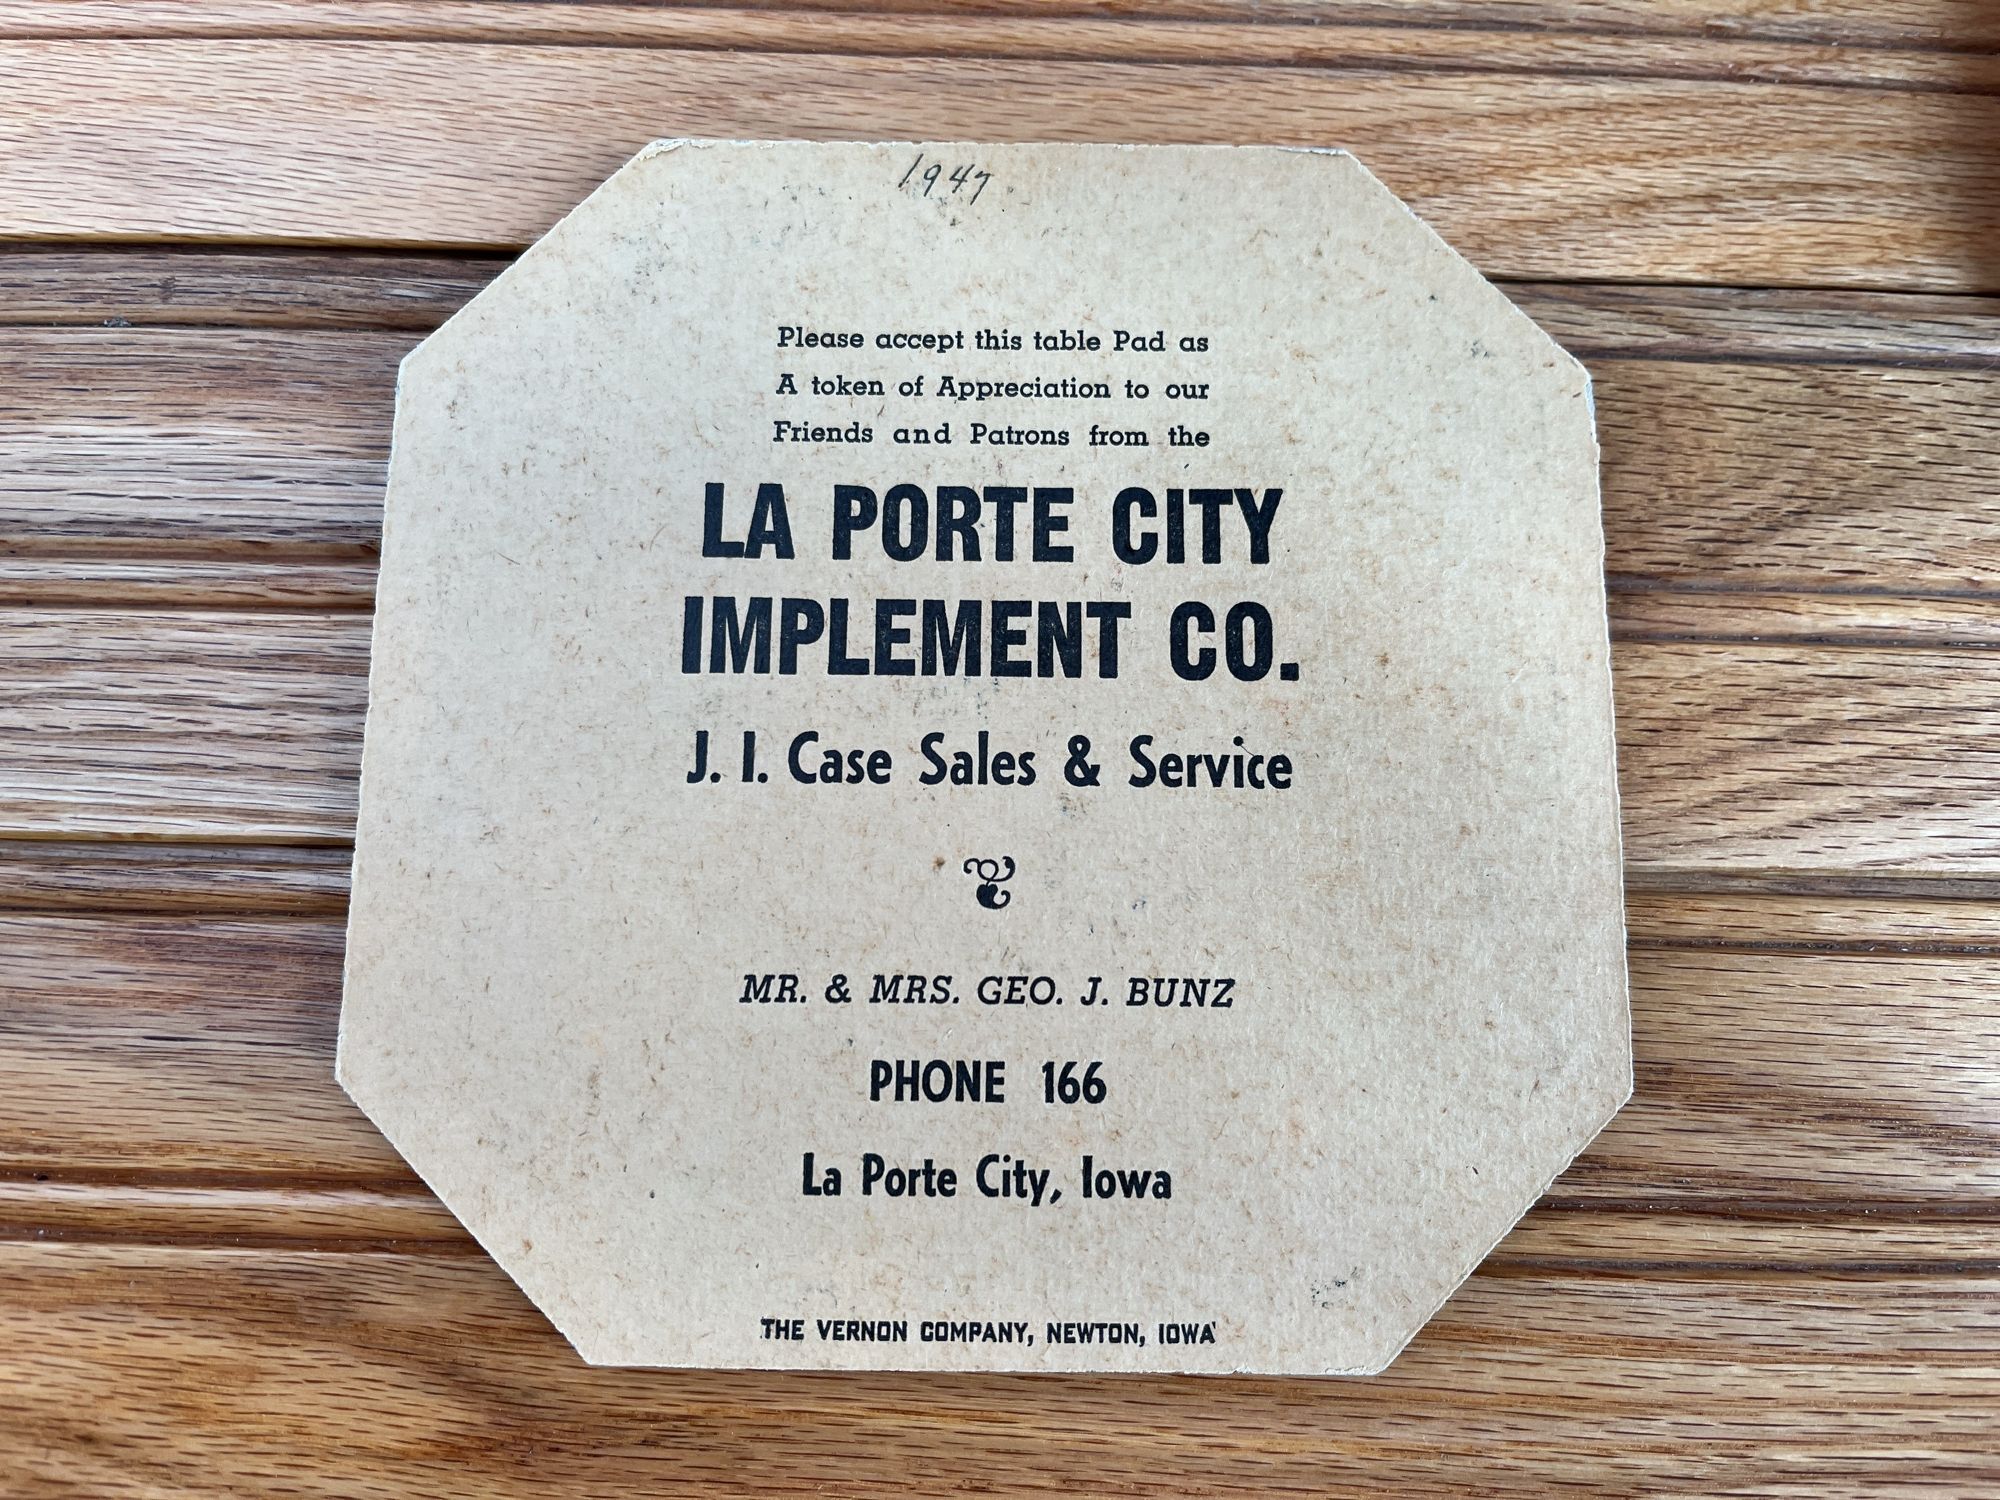 1947
Please accept this table Pad as
A token of Appreciation to our
Friends and Patrons from the
LA PORTE CITY
IMPLEMENT CO.
J. I. Case Sales & Service
MR. & MRS. GEO. J. BUNZ
PHONE 166
La Porte City, Iowa
THE VERNON COMPANY, NEWTON, IOWA